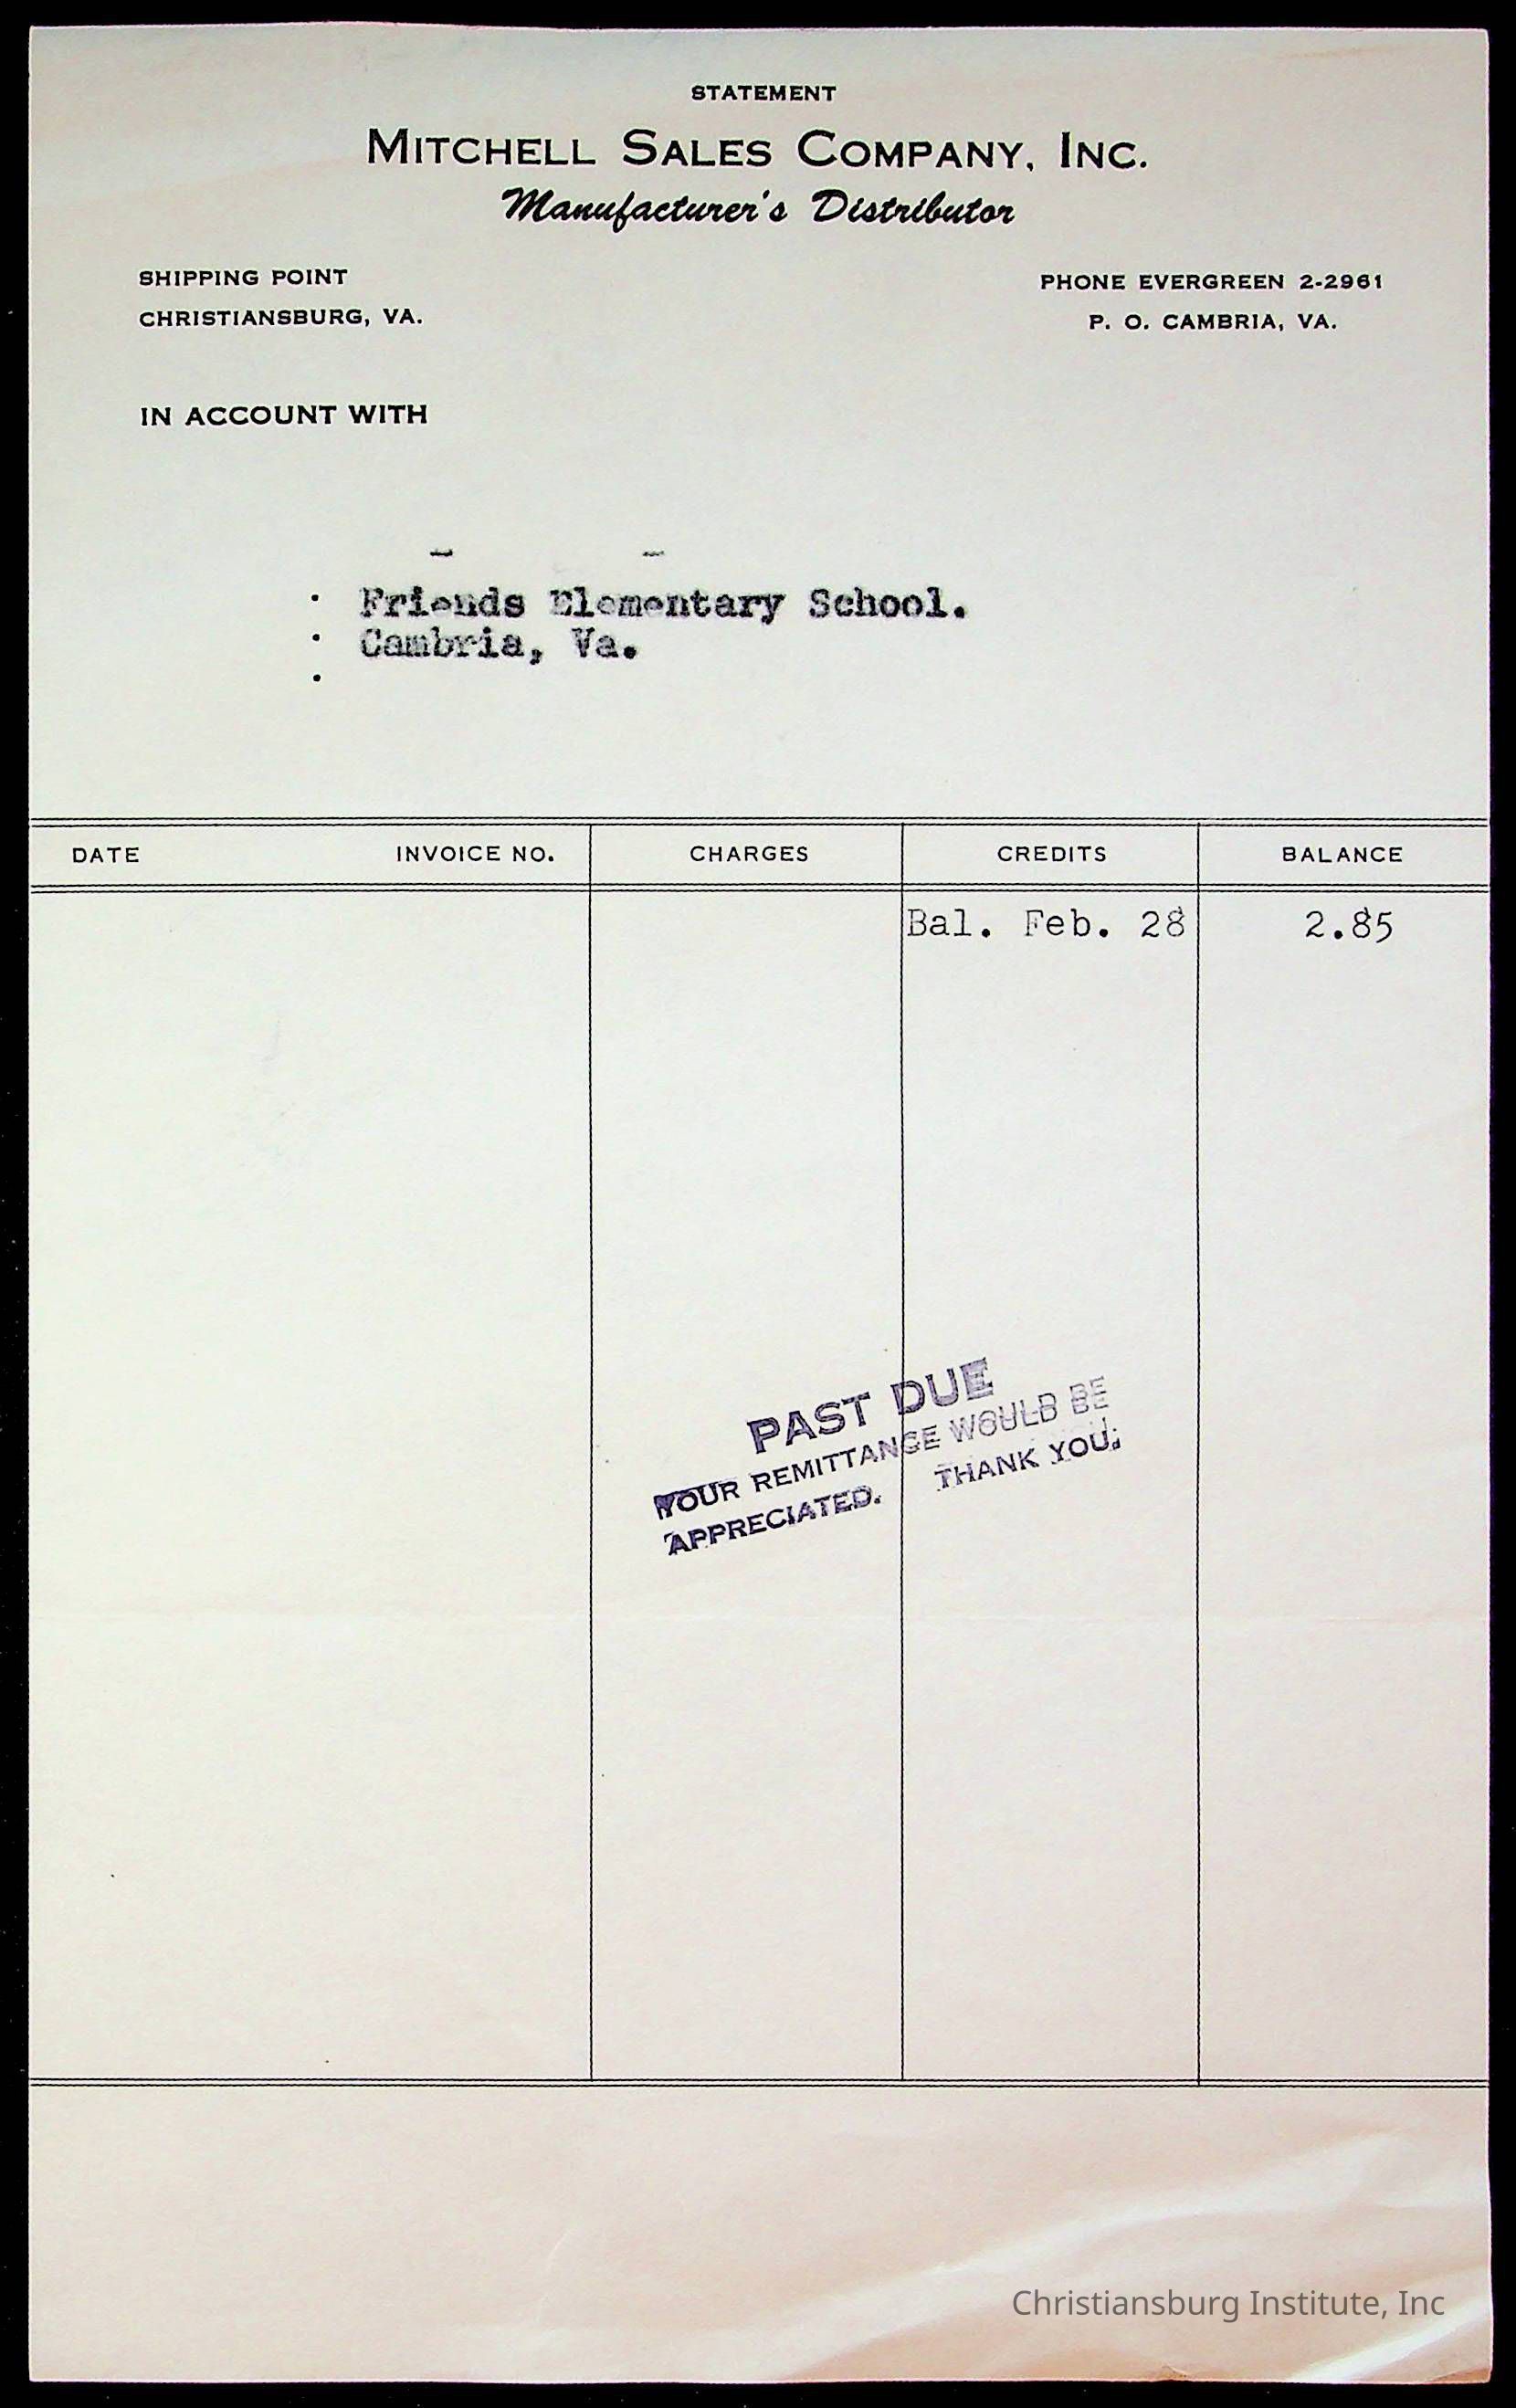 STATEMENT
MITCHELL SALES COMPANY, INC.
Manufacturer's Distributor
SHIPPING POINT
CHRISTIANSBURG, VA.
PHONE EVERGREEN 2-2961
P. O. CAMBRIA, VA.
IN ACCOUNT WITH
Friends Elementary School.
Cambria, Va.
DATE INVOICE NO. CHARGES CREDITS BALANCE
Bal. Feb. 28 2.85
PAST DUE
YOUR REMITTANCE WOULD BE
APPRECIATED. THANK YOU.
Christiansburg Institute, Inc